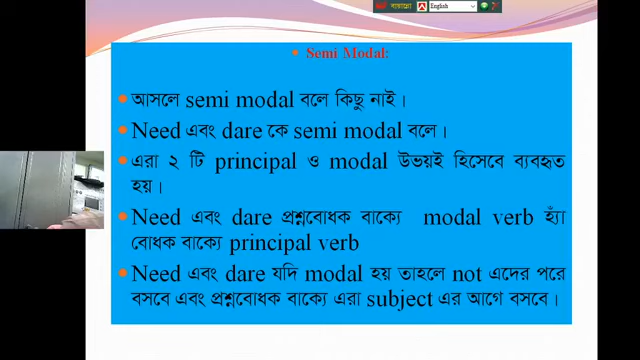 বায়ান্নো English
• Semi Modal:
• আসলে semi modal বলে কিছু নাই।
• Need এবং dare কে semi modal বলে।
• এরা ২ টি principal ও modal উভয়ই হিসেবে ব্যবহৃত
হয়।
• Need এবং dare প্রশ্নবোধক বাক্যে modal verb হ্যাঁ
বোধক বাক্যে principal verb
• Need এবং dare যদি modal হয় তাহলে not এদের পরে
বসবে এবং প্রশ্নবোধক বাক্যে এরা subject এর আগে বসবে।